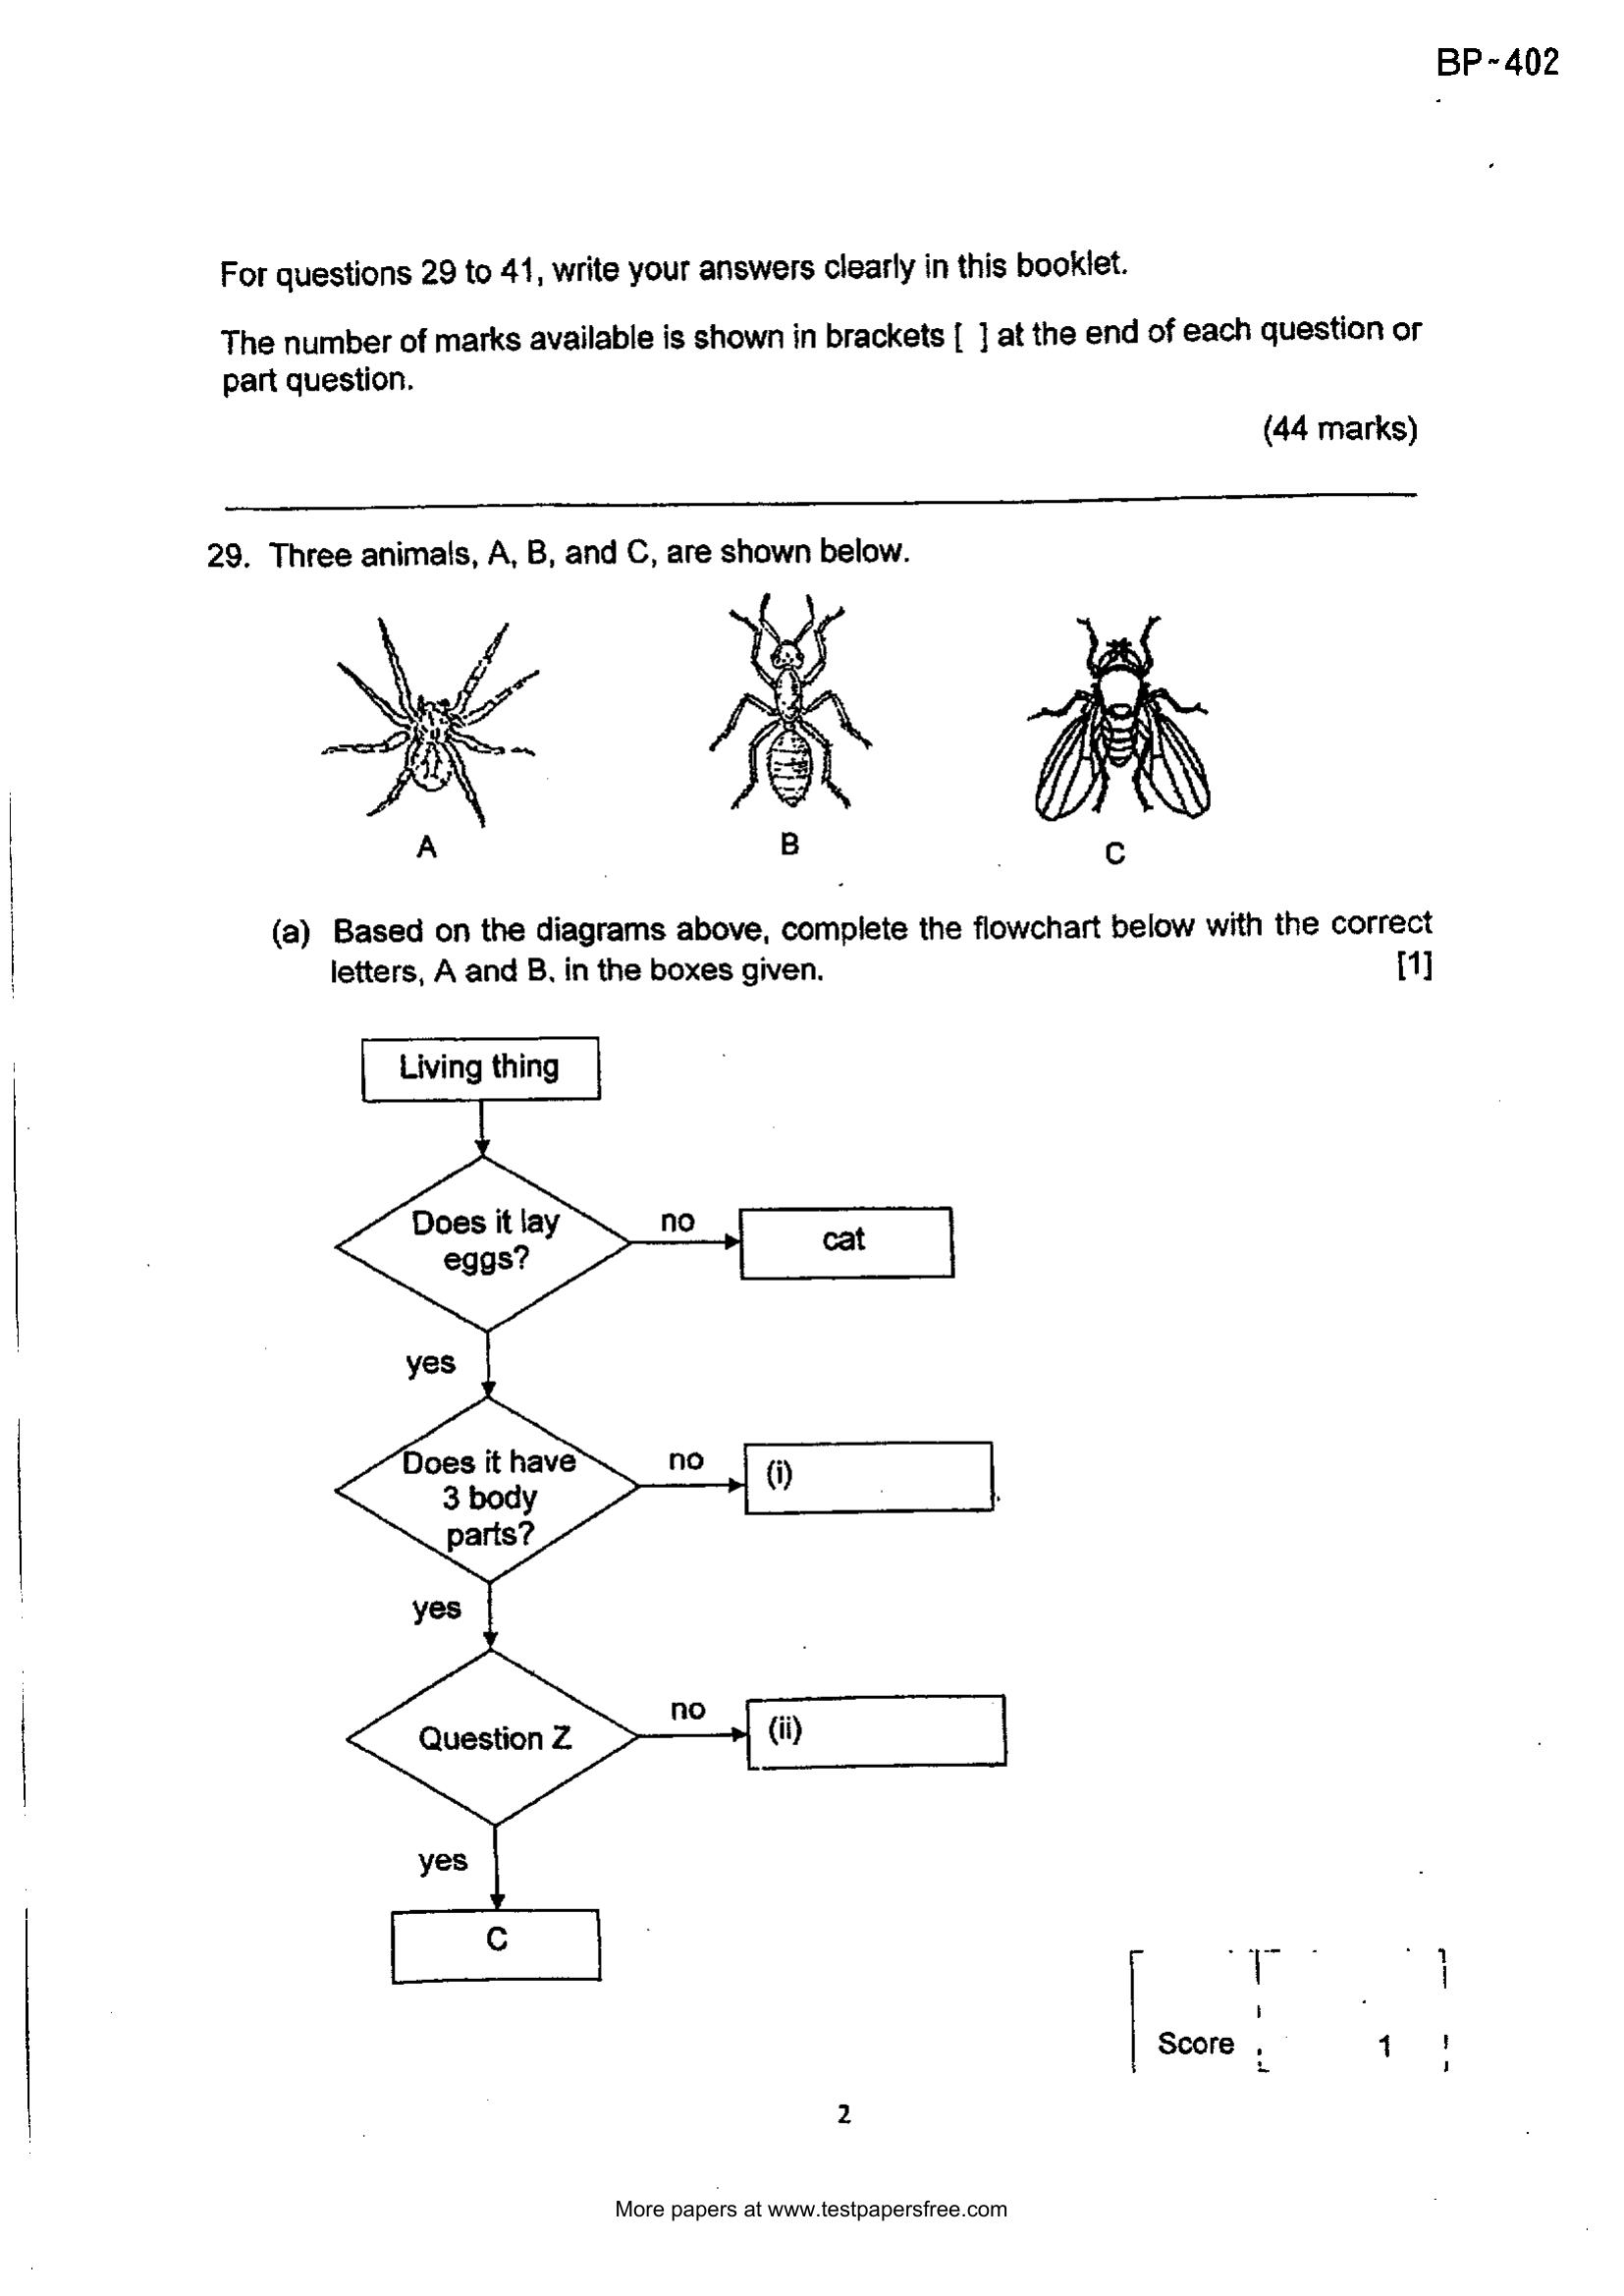 BP~402
For questions 29 to 41, write your answers clearly in this booklet.
The number of marks available is shown in brackets [ ] at the end of each question or
part question.
(44 marks)
29. Three animals, A, B, and C, are shown below.
A
B
C
(a) Based on the diagrams above, complete the flowchart below with the correct
letters, A and B, in the boxes given. [1]
Living thing
Does it lay
eggs?
no
cat
yes
Does it have
3 body
parts?
no
(i)
yes
Question Z
no
(ii)
yes
C
Score 1
2
More papers at www.testpapersfree.com